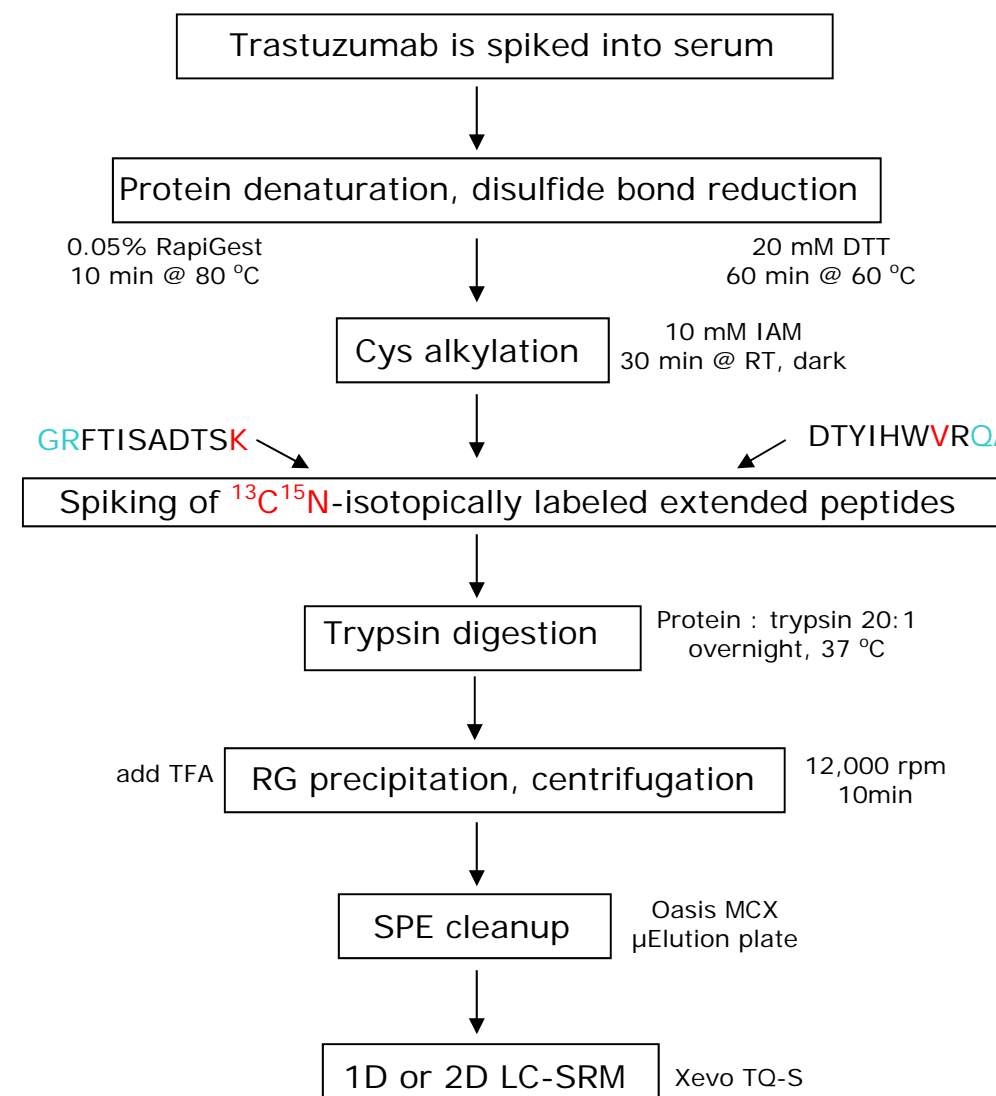 Trastuzumab is spiked into serum
Protein denaturation, disulfide bond reduction
0.05% RapiGest
10 min @ 80 °C
20 mM DTT
60 min @ 60 °C
Cys alkylation
10 mM IAM
30 min @ RT, dark
GRFTISADTSK
DTYIHWVRQA
Spiking of ¹³C¹⁵N-isotopically labeled extended peptides
Trypsin digestion
Protein : trypsin 20:1
overnight, 37 °C
add TFA
RG precipitation, centrifugation
12,000 rpm
10min
SPE cleanup
Oasis MCX
µElution plate
1D or 2D LC-SRM
Xevo TQ-S